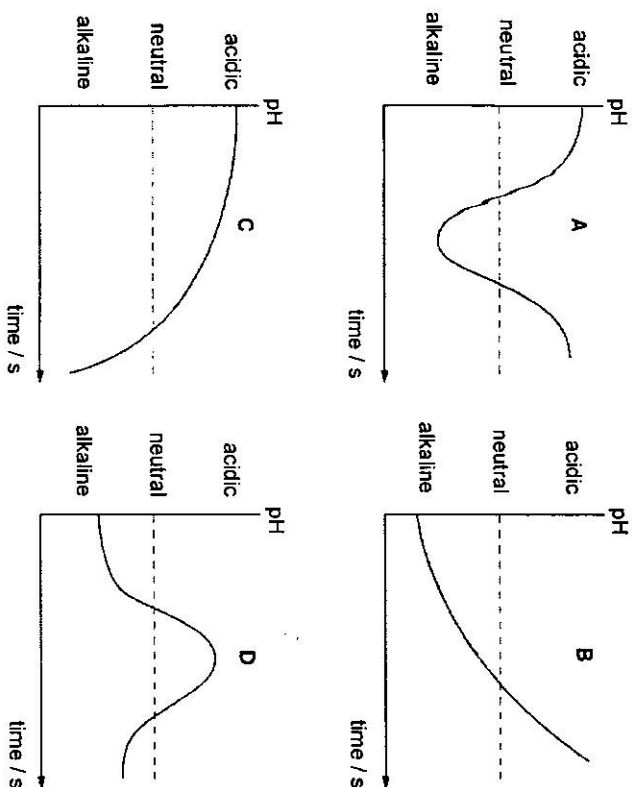 pH
acidic
A
neutral
alkaline
time / s
pH
acidic
B
neutral
alkaline
time / s
pH
acidic
C
neutral
alkaline
time / s
pH
acidic
D
neutral
alkaline
time / s